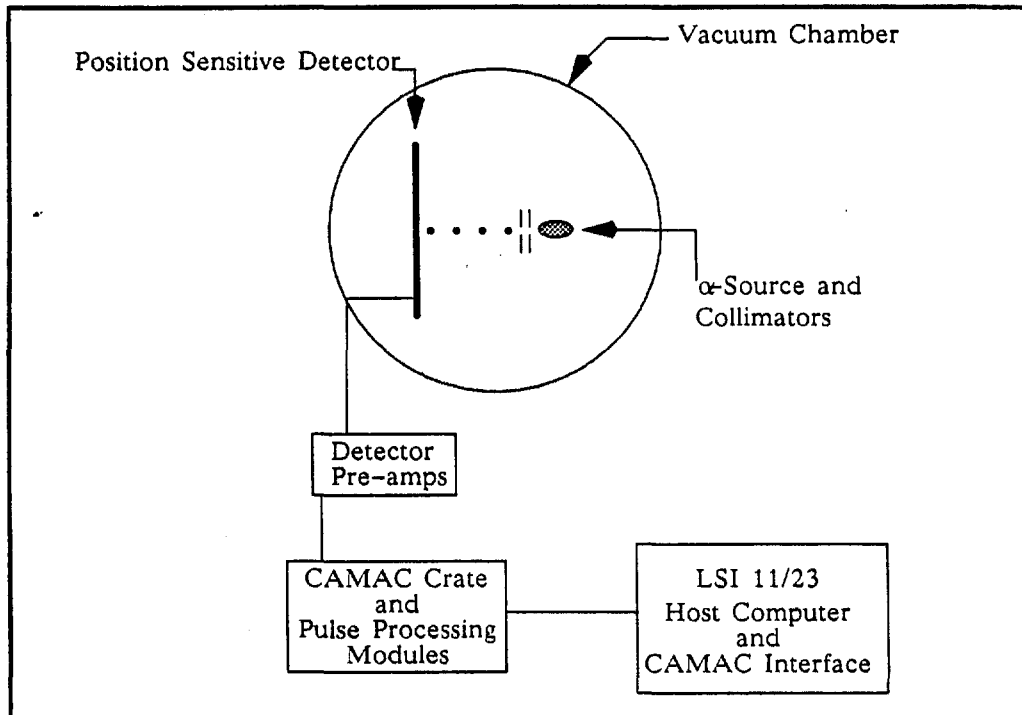 Vacuum Chamber
Position Sensitive Detector
α-Source and
Collimators
Detector
Pre-amps
CAMAC Crate
and
Pulse Processing
Modules
LSI 11/23
Host Computer
and
CAMAC Interface